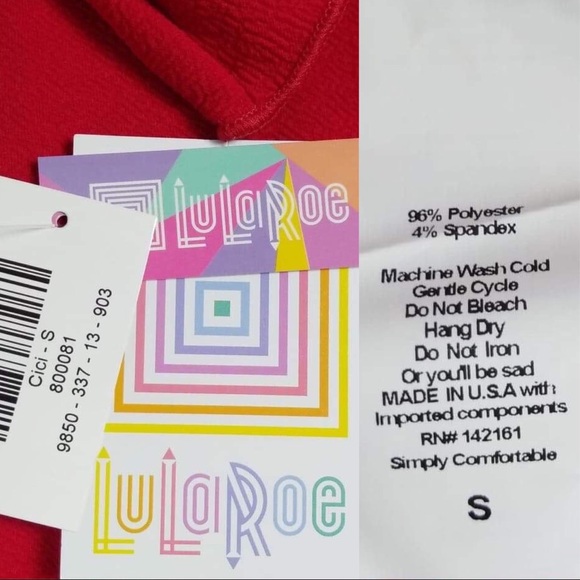 LuLaRoe
Cici - S
800081
9850 - 337 - 13 - 903
LuLaRoe
96% Polyester
4% Spandex
Machine Wash Cold
Gentle Cycle
Do Not Bleach
Hang Dry
Do Not Iron
Or you'll be sad
MADE IN U.S.A with
Imported components
RN# 142161
Simply Comfortable
S